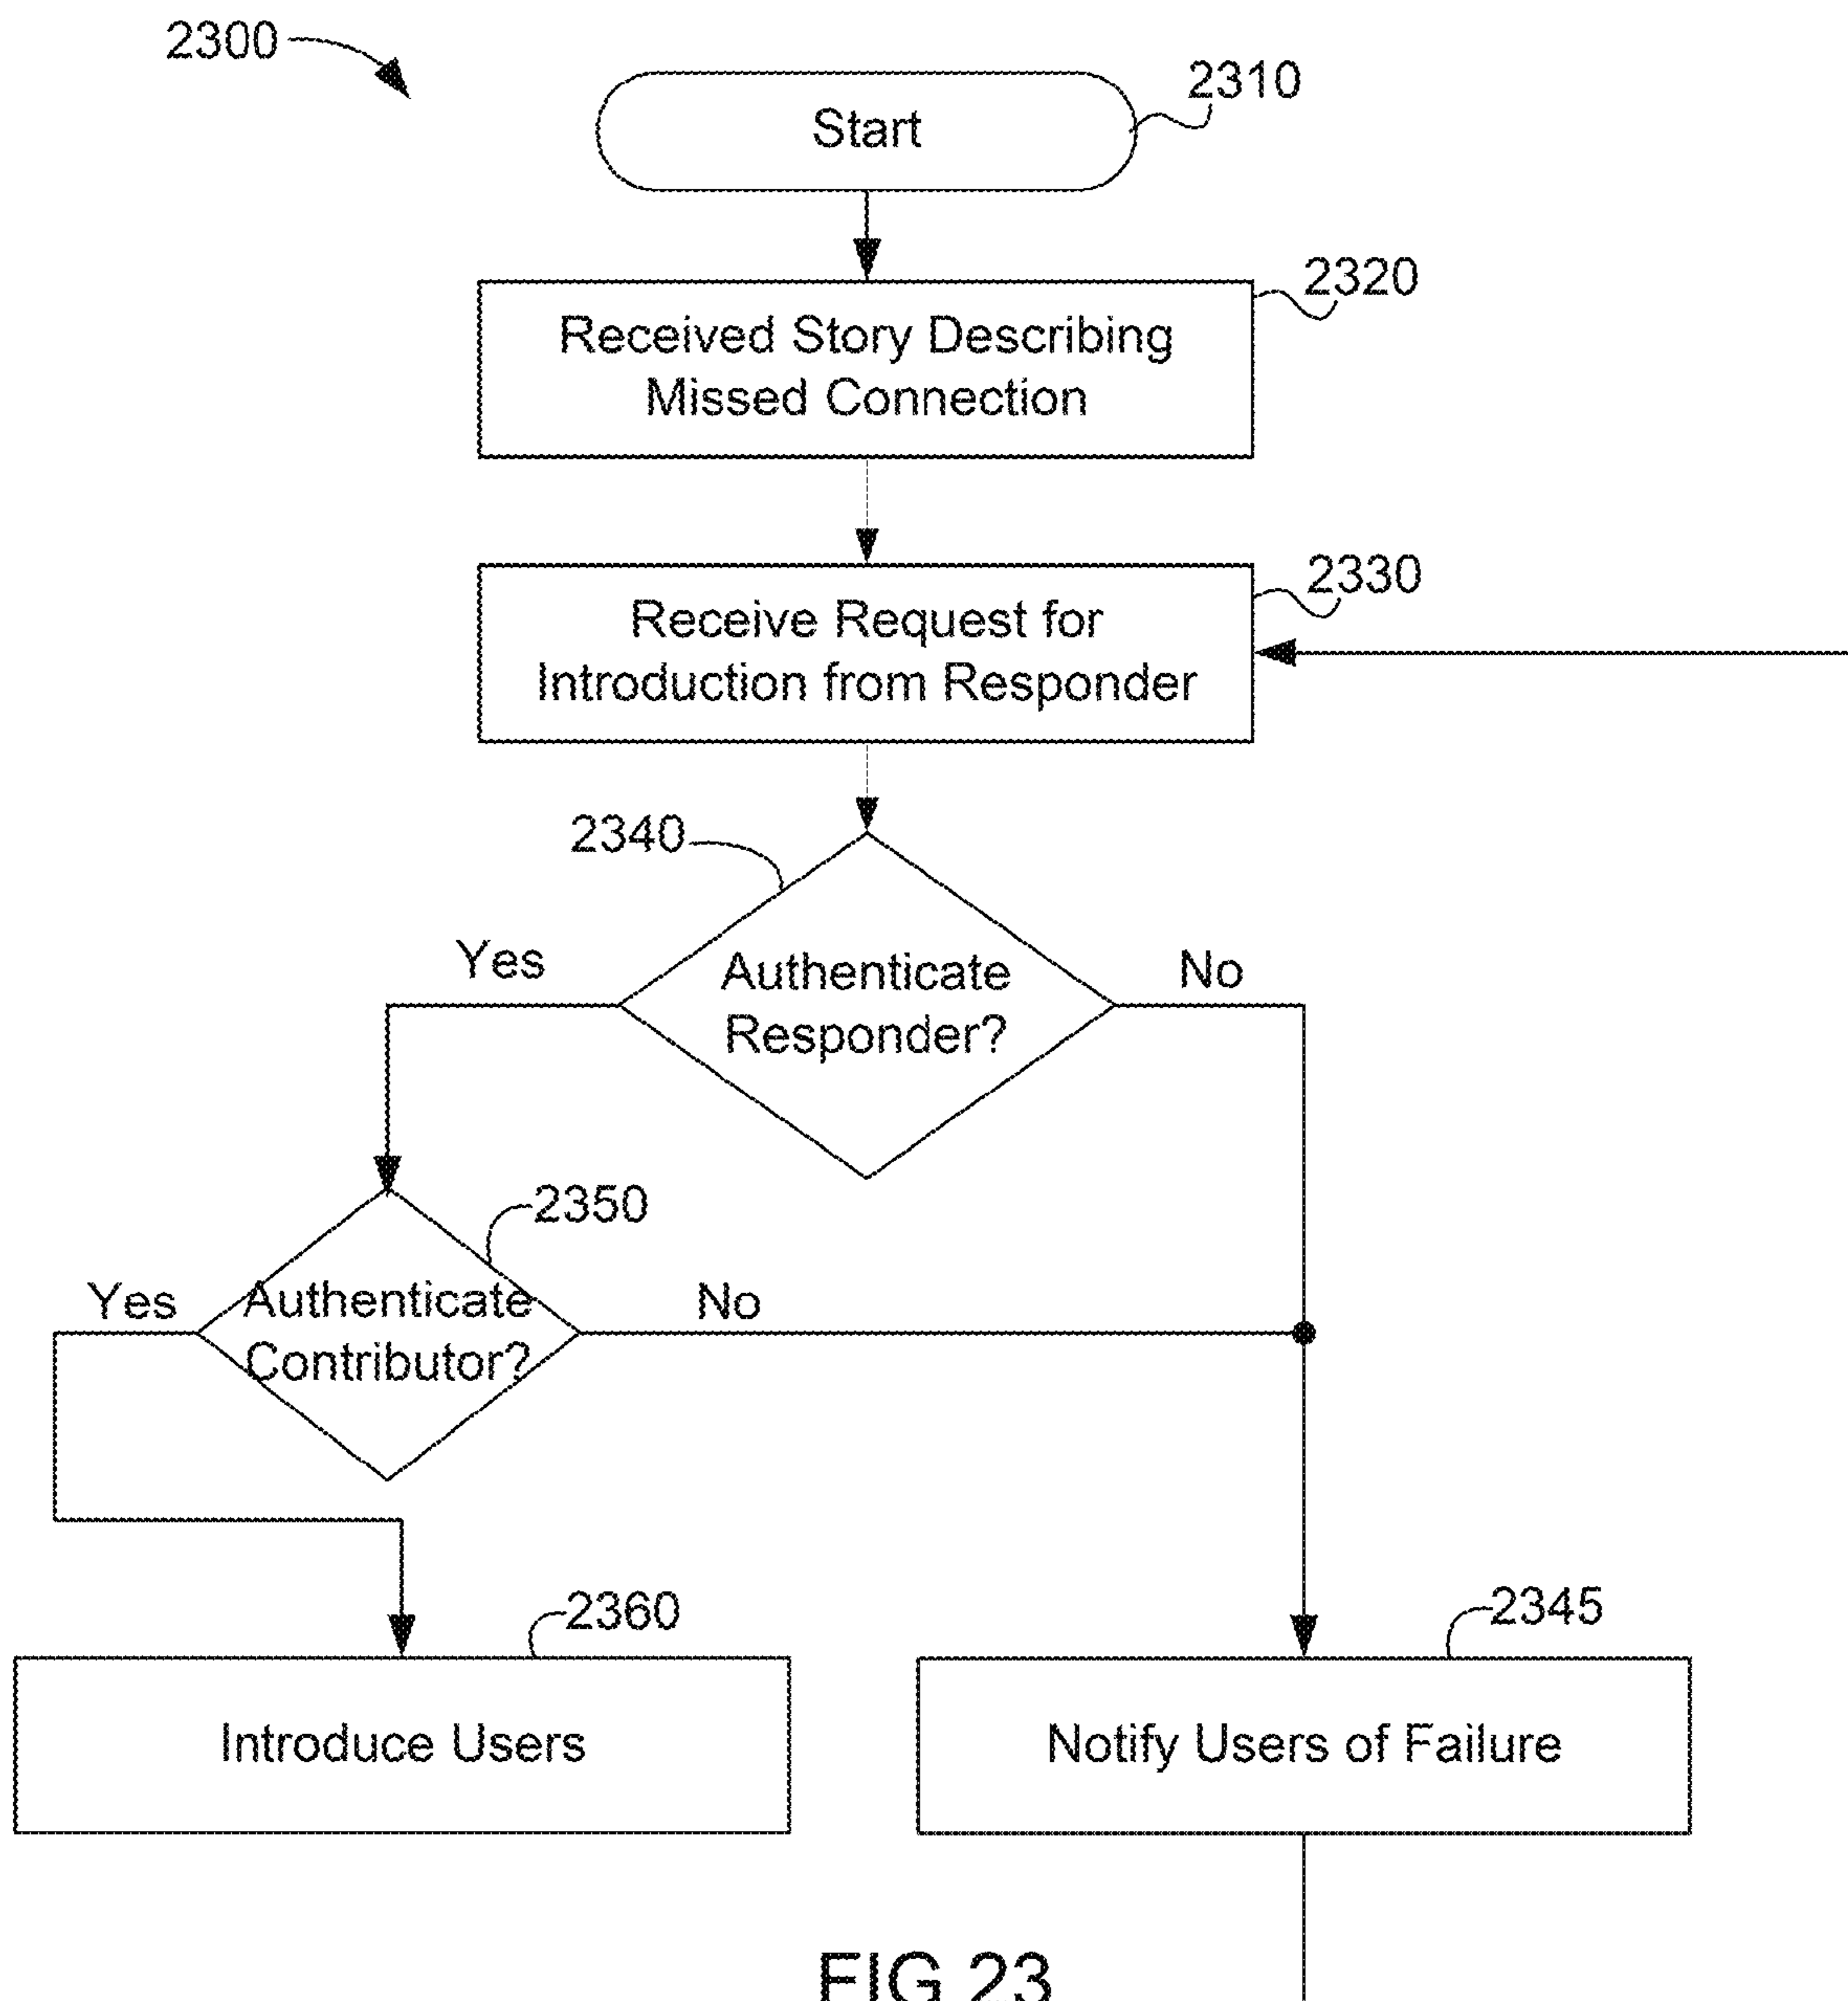 2300
Start
2310
Received Story Describing
Missed Connection
2320
Receive Request for
Introduction from Responder
2330
2340
Yes
Authenticate
Responder?
No
2350
Yes
Authenticate
Contributor?
No
2360
Introduce Users
2345
Notify Users of Failure
FIG 23